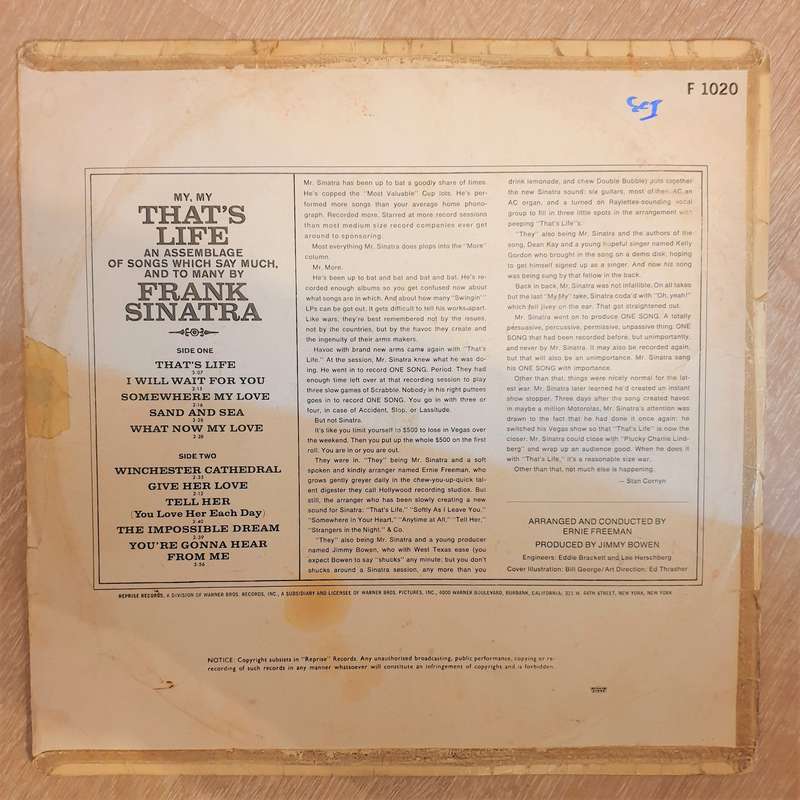 F 1020
MY, MY
THAT'S
LIFE
AN ASSEMBLAGE
OF SONGS WHICH SAY MUCH,
AND TO MANY BY
FRANK
SINATRA
SIDE ONE
THAT'S LIFE
3:07
I WILL WAIT FOR YOU
2:11
SOMEWHERE MY LOVE
2:16
SAND AND SEA
2:28
WHAT NOW MY LOVE
2:28
SIDE TWO
WINCHESTER CATHEDRAL
2:33
GIVE HER LOVE
2:12
TELL HER
(You Love Her Each Day)
2:40
THE IMPOSSIBLE DREAM
2:29
YOU'RE GONNA HEAR
FROM ME
2:56
Mr. Sinatra has been up to bat a goodly share of times.
He's copped the "Most Valuable" Cup lots. He's per-
formed more songs than your average home phono-
graph. Recorded more. Starred at more record sessions
than most medium size record companies ever get
around to sponsoring.
Most everything Mr. Sinatra does plops into the "More"
column.
Mr. More.
He's been up to bat and bat and bat and bat. He's re-
corded enough albums so you get confused now about
what songs are in which. And about how many "Swingin'"
LPs can be got out. It gets difficult to tell his works apart.
Like wars; they're best remembered not by the issues,
not by the countries, but by the havoc they create and
the ingenuity of their arms makers.
Havoc with brand new arms came again with "That's
Life." At the session, Mr. Sinatra knew what he was do-
ing. He went in to record ONE SONG. Period. They had
enough time left over at that recording session to play
three slow games of Scrabble. Nobody in his right puttees
goes in to record ONE SONG. You go in with three or
four, in case of Accident, Slop, or Lassitude.
But not Sinatra.
It's like you limit yourself to $500 to lose in Vegas over
the weekend. Then you put up the whole $500 on the first
roll. You are in or you are out.
They were in. "They" being Mr. Sinatra and a soft
spoken and kindly arranger named Ernie Freeman, who
grows gently greyer daily in the chew-you-up-quick tal-
ent digester they call Hollywood recording studios. But
still, the arranger who has been slowly creating a new
sound for Sinatra: "That's Life," "Softly As I Leave You,"
"Somewhere in Your Heart," "Anytime at All," "Tell Her,"
"Strangers in the Night." & Co.
"They" also being Mr. Sinatra and a young producer
named Jimmy Bowen, who with West Texas ease (you
expect Bowen to say "shucks" any minute; but you don't
shucks around a Sinatra session, any more than you
drink lemonade, and chew Double Bubble) puts together
the new Sinatra sound: six guitars, most of them AC, an
AC organ, and a turned on Raylettes-sounding vocal
group to fill in three little spots in the arrangement with
peeping "That's Life"s.
"They" also being Mr. Sinatra and the authors of the
song, Dean Kay and a young hopeful singer named Kelly
Gordon who brought in the song on a demo disk, hoping
to get himself signed up as a singer. And now his song
was being sung by that fellow in the back.
Back in back, Mr. Sinatra was not infallible. On all takes
but the last "My My" take, Sinatra coda'd with "Oh, yeah!"
which fell jivey on the ear. That got straightened out.
Mr. Sinatra went on to produce ONE SONG. A totally
persuasive, percussive, permissive, unpassive thing. ONE
SONG that had been recorded before, but unimportantly,
and never by Mr. Sinatra. It may also be recorded again,
but that will also be an unimportance. Mr. Sinatra sang
his ONE SONG with importance.
Other than that, things were nicely normal for the lat-
est war. Mr. Sinatra later learned he'd created an instant
show stopper. Three days after the song created havoc
in maybe a million Motorolas, Mr. Sinatra's attention was
drawn to the fact that he had done it once again; he
switched his Vegas show so that "That's Life" is now the
closer. Mr. Sinatra could close with "Plucky Charlie Lind-
berg" and wrap up an audience good. When he does it
with "That's Life," it's a reasonable size war.
Other than that, not much else is happening.
— Stan Cornyn
ARRANGED AND CONDUCTED BY
ERNIE FREEMAN
PRODUCED BY JIMMY BOWEN
Engineers: Eddie Brackett and Lee Herschberg
Cover Illustration: Bill George/Art Direction: Ed Thrasher
REPRISE RECORDS, A DIVISION OF WARNER BROS. RECORDS, INC., A SUBSIDIARY AND LICENSEE OF WARNER BROS. PICTURES, INC., 4000 WARNER BOULEVARD, BURBANK, CALIFORNIA; 321 W. 44TH STREET, NEW YORK, NEW YORK
NOTICE: Copyright subsists in "Reprise" Records. Any unauthorised broadcasting, public performance, copying or re-
recording of such records in any manner whatsoever will constitute an infringement of copyright and is forbidden.